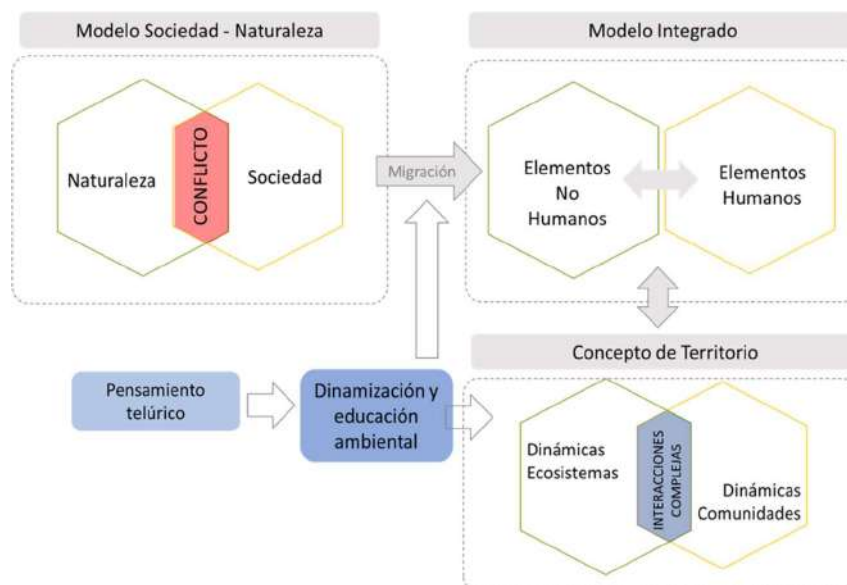 Modelo Sociedad - Naturaleza
Modelo Integrado
Naturaleza
CONFLICTO
Sociedad
Migración
Elementos
No
Humanos
Elementos
Humanos
Concepto de Territorio
Pensamiento
telúrico
Dinamización y
educación
ambiental
Dinámicas
Ecosistemas
INTERACCIONES
COMPLEJAS
Dinámicas
Comunidades